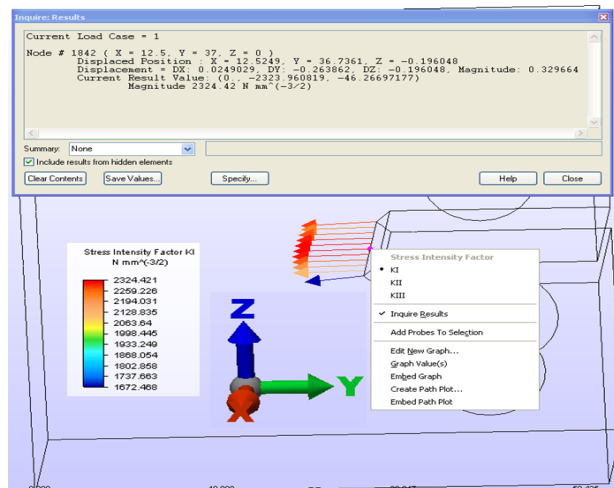 Inquire: Results
Current Load Case = 1
Node # 1842 ( X = 12.5, Y = 37, Z = 0 )
Displaced Position : X = 12.5249, Y = 36.7361, Z = -0.196048
Displacement = DX: 0.0249029, DY: -0.263862, DZ: -0.196048, Magnitude: 0.329664
Current Result Value: (0., -2323.960819, -46.26697177)
Magnitude 2324.42 N mm^(-3/2)
Summary: None
Include results from hidden elements
Clear Contents Save Values... Specify... Help Close
Stress Intensity Factor KI
N mm^(-3/2)
2324.421
2259.226
2194.031
2128.835
2063.64
1998.445
1933.249
1868.054
1802.858
1737.663
1672.468
Z
Y
X
Stress Intensity Factor
KI
KII
KIII
Inquire Results
Add Probes To Selection
Edit New Graph...
Graph Value(s)
Embed Graph
Create Path Plot...
Embed Path Plot